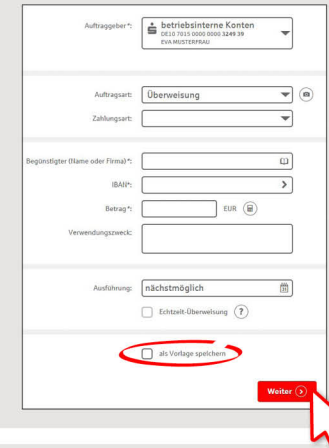 Auftraggeber*:
betriebsinterne Konten
DE10 7015 0000 0000 3249 39
EVA MUSTERFRAU
Auftragsart:
Überweisung
Zahlungsart:
Begünstigter (Name oder Firma)*:
IBAN*:
Betrag*:
EUR
Verwendungszweck:
Ausführung:
nächstmöglich
31
Echtzeit-Überweisung
?
als Vorlage speichern
Weiter